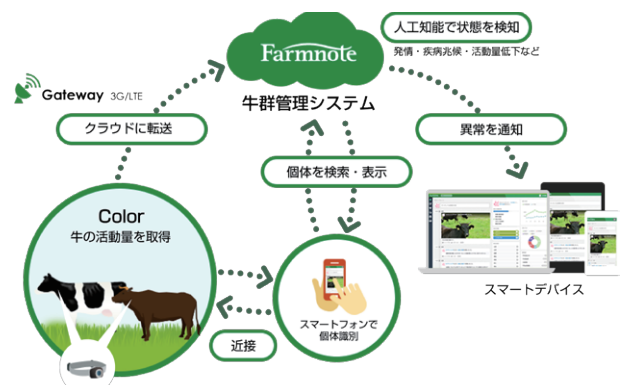 人工知能で状態を検知
発情・疾病兆候・活動量低下など
Farmnote
牛群管理システム
Gateway 3G/LTE
クラウドに転送
異常を通知
個体を検索・表示
Color
牛の活動量を取得
スマートフォンで
個体識別
近接
スマートデバイス